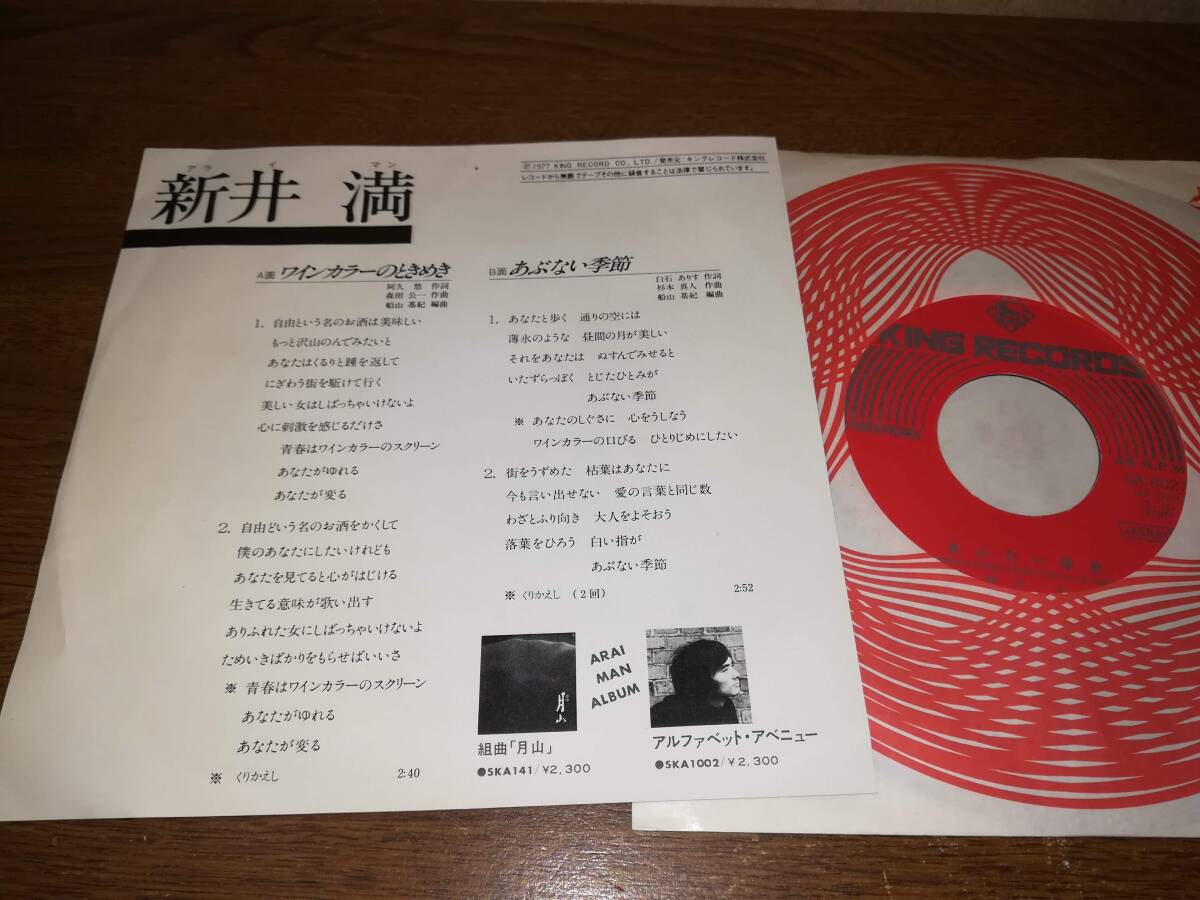 アライ マン
新井 満
Ⓟ1977 KING RECORD CO., LTD./発売元:キングレコード株式会社
レコードから無断でテープその他に録音することは法律で禁じられています。
A面 ワインカラーのときめき
阿久 悠 作詞
森田 公一 作曲
船山 基紀 編曲
1. 自由という名のお酒は美味しい
もっと沢山のんでみたいと
あなたはくるりと踵を返して
にぎわう街を駆けて行く
美しい女はしばっちゃいけないよ
心に刺激を感じるだけさ
青春はワインカラーのスクリーン
あなたがゆれる
あなたが変る
2. 自由という名のお酒をかくして
僕のあなたにしたいけれども
あなたを見てると心がはじける
生きてる意味が歌い出す
ありふれた女にしばっちゃいけないよ
ためいきばかりをもらせばいいさ
※ 青春はワインカラーのスクリーン
あなたがゆれる
あなたが変る
※ くりかえし 2:40
B面 あぶない季節
白石 ありす 作詞
杉本 真人 作曲
船山 基紀 編曲
1. あなたと歩く 通りの空には
薄氷のような 昼間の月が美しい
それをあなたは ぬすんでみせると
いたずらっぽく とじたひとみが
あぶない季節
※ あなたのしぐさに 心をうしなう
ワインカラーの口びる ひとりじめにしたい
2. 街をうずめた 枯葉はあなたに
今も言い出せない 愛の言葉と同じ数
わざとふり向き 大人をよそおう
落葉をひろう 白い指が
あぶない季節
※ くりかえし (2回) 2:52
月山
ARAI
MAN
ALBUM
組曲「月山」
●SKA141/¥2,300
アルファベット・アベニュー
●SKA1002/¥2,300
KING RECORDS
45 R.P.M
あぶない季節